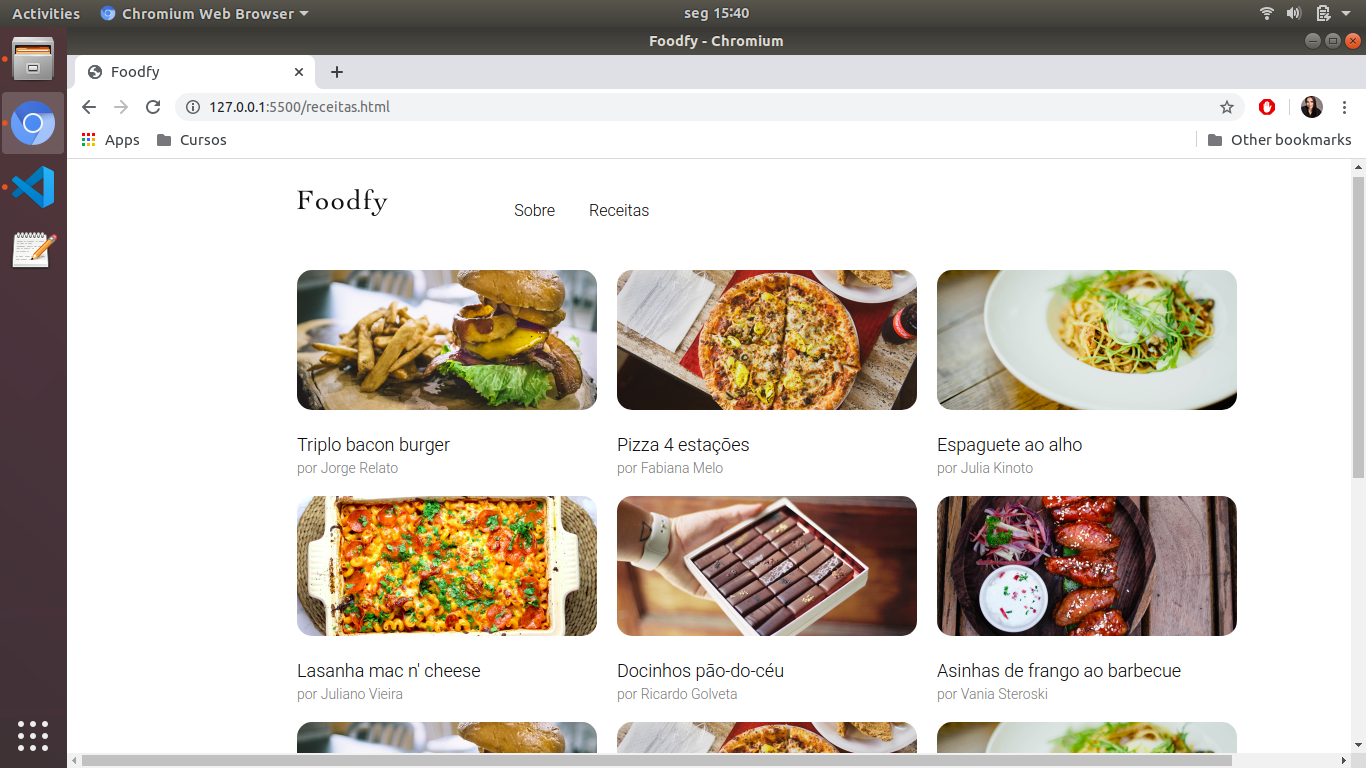 Activities Chromium Web Browser seg 15:40
Foodfy - Chromium
Foodfy
127.0.0.1:5500/receitas.html
Apps Cursos Other bookmarks
Foodfy Sobre Receitas
Triplo bacon burger Pizza 4 estações Espaguete ao alho
por Jorge Relato por Fabiana Melo por Julia Kinoto
Lasanha mac n' cheese Docinhos pão-do-céu Asinhas de frango ao barbecue
por Juliano Vieira por Ricardo Golveta por Vania Steroski